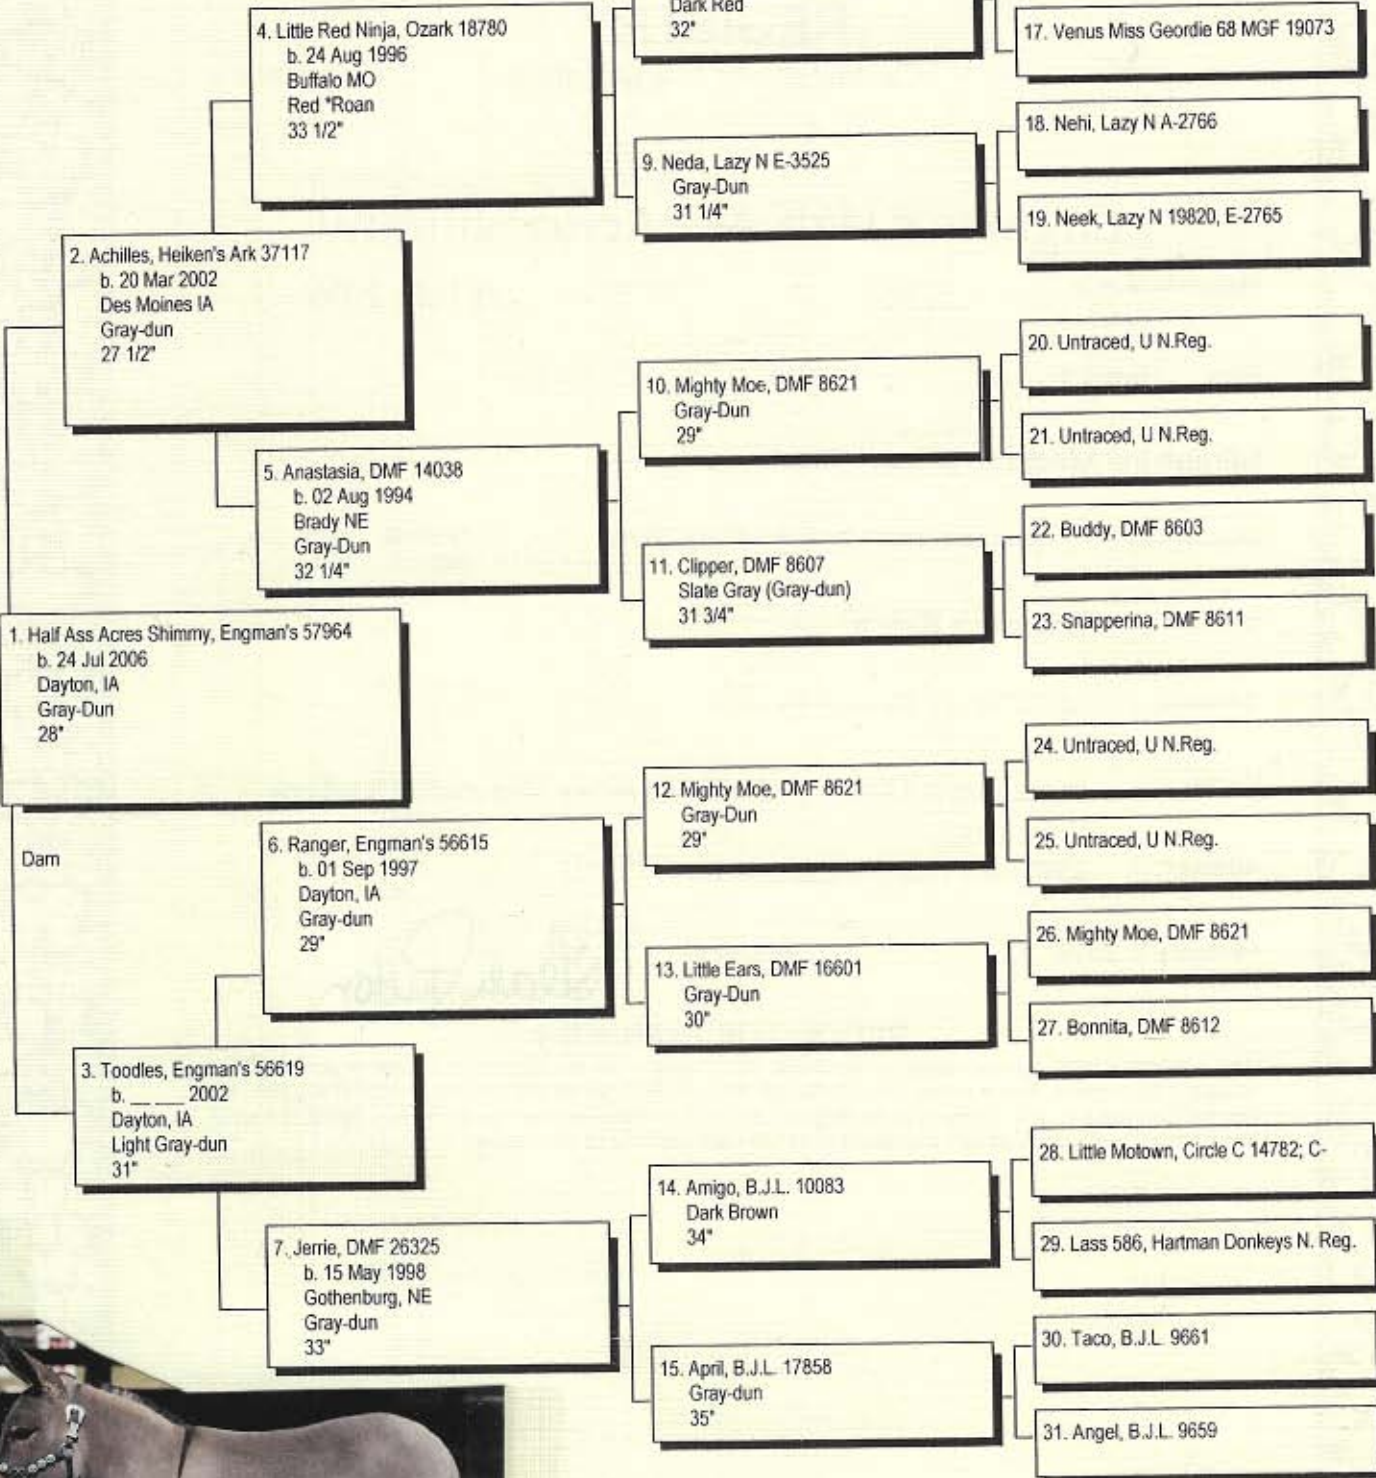 Dark Red
32"
4. Little Red Ninja, Ozark 18780
b. 24 Aug 1996
Buffalo MO
Red *Roan
33 1/2"
17. Venus Miss Geordie 68 MGF 19073
18. Nehi, Lazy N A-2766
9. Neda, Lazy N E-3525
Gray-Dun
31 1/4"
19. Neek, Lazy N 19820, E-2765
2. Achilles, Heiken's Ark 37117
b. 20 Mar 2002
Des Moines IA
Gray-dun
27 1/2"
20. Untraced, U N.Reg.
10. Mighty Moe, DMF 8621
Gray-Dun
29"
21. Untraced, U N.Reg.
5. Anastasia, DMF 14038
b. 02 Aug 1994
Brady NE
Gray-Dun
32 1/4"
22. Buddy, DMF 8603
11. Clipper, DMF 8607
Slate Gray (Gray-dun)
31 3/4"
23. Snapperina, DMF 8611
1. Half Ass Acres Shimmy, Engman's 57964
b. 24 Jul 2006
Dayton, IA
Gray-Dun
28"
24. Untraced, U N.Reg.
12. Mighty Moe, DMF 8621
Gray-Dun
29"
25. Untraced, U N.Reg.
Dam
6. Ranger, Engman's 56615
b. 01 Sep 1997
Dayton, IA
Gray-dun
29"
26. Mighty Moe, DMF 8621
13. Little Ears, DMF 16601
Gray-Dun
30"
27. Bonnita, DMF 8612
3. Toodles, Engman's 56619
b. __ ___ 2002
Dayton, IA
Light Gray-dun
31"
28. Little Motown, Circle C 14782; C-
14. Amigo, B.J.L. 10083
Dark Brown
34"
29. Lass 586, Hartman Donkeys N. Reg.
7. Jerrie, DMF 26325
b. 15 May 1998
Gothenburg, NE
Gray-dun
33"
30. Taco, B.J.L. 9661
15. April, B.J.L. 17858
Gray-dun
35"
31. Angel, B.J.L. 9659